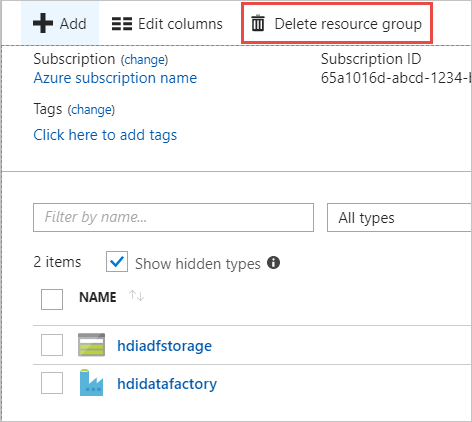 Add Edit columns Delete resource group
Subscription (change) Subscription ID
Azure subscription name 65a1016d-abcd-1234-
Tags (change)
Click here to add tags
Filter by name... All types
2 items Show hidden types
NAME
hdiadfstorage
hdidatafactory